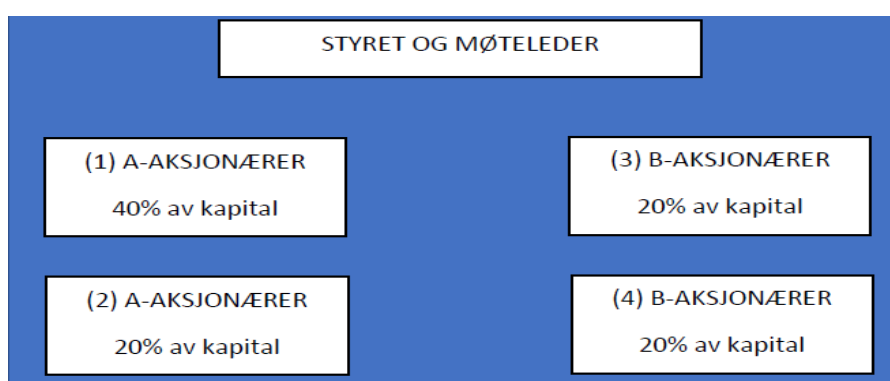 STYRET OG MØTELEDER
(1) A-AKSJONÆRER
40% av kapital
(3) B-AKSJONÆRER
20% av kapital
(2) A-AKSJONÆRER
20% av kapital
(4) B-AKSJONÆRER
20% av kapital